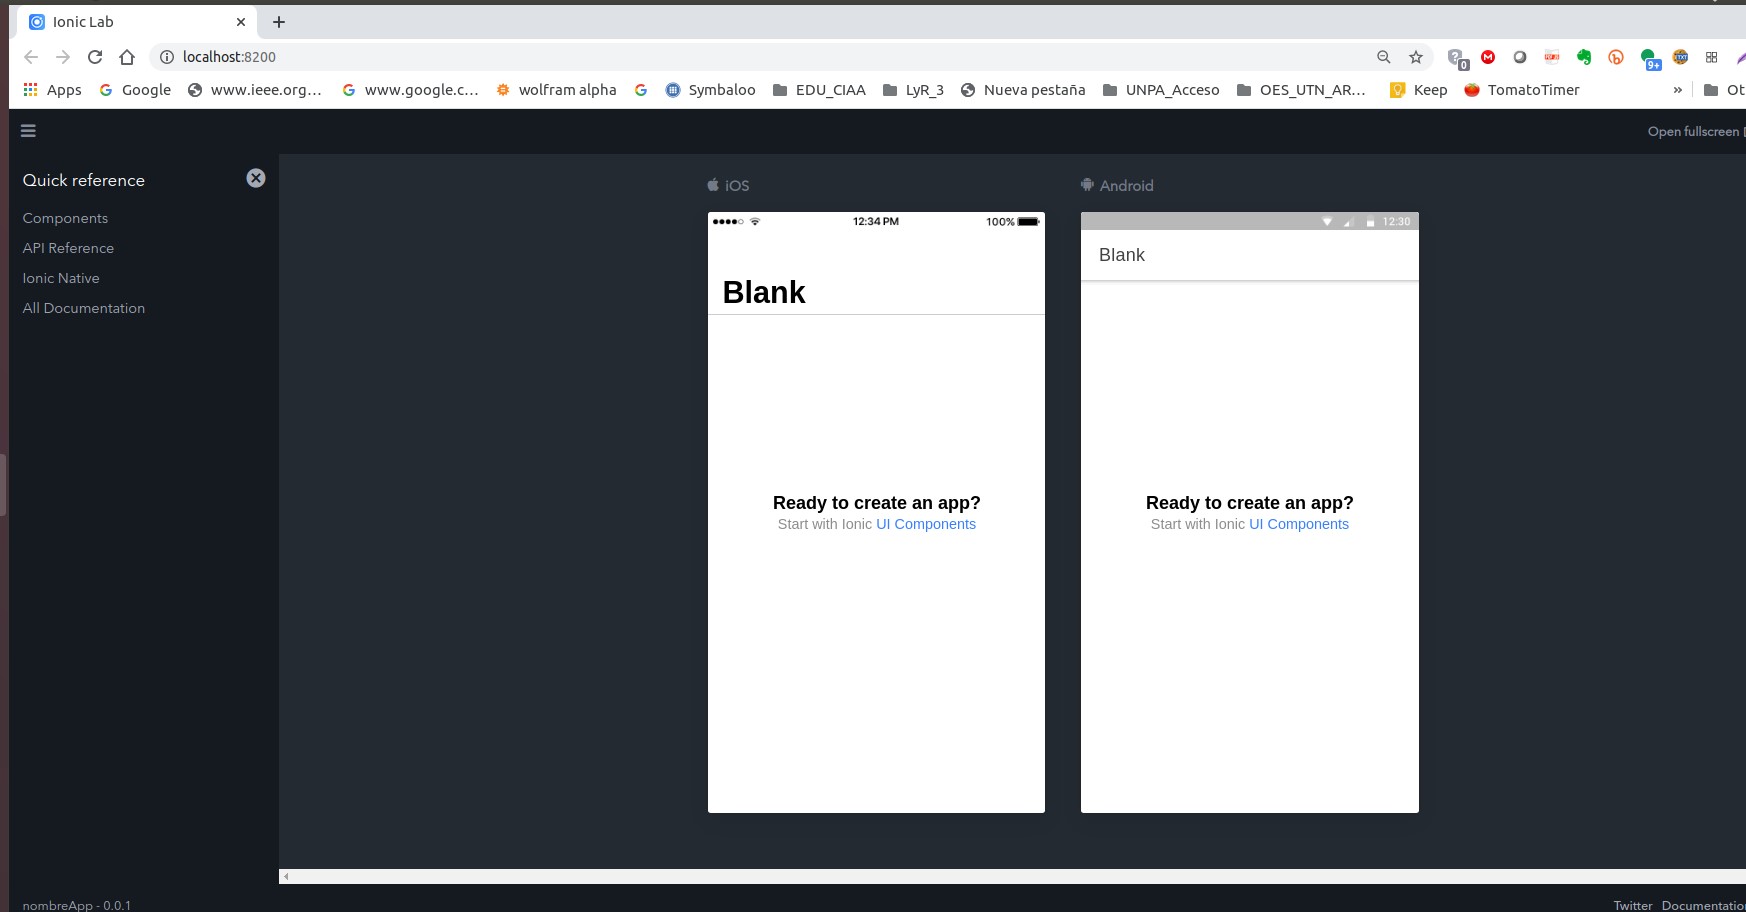 Ionic Lab
localhost:8200
0
9+
Apps Google www.ieee.org... www.google.c... wolfram alpha Symbaloo EDU_CIAA LyR_3 Nueva pestaña UNPA_Acceso OES_UTN_AR... Keep TomatoTimer » Ot
Open fullscreen
Quick reference
Components
API Reference
Ionic Native
All Documentation
iOS
12:34 PM 100%
Blank
Ready to create an app?
Start with Ionic UI Components
Android
12:30
Blank
Ready to create an app?
Start with Ionic UI Components
nombreApp - 0.0.1
Twitter Documentatio